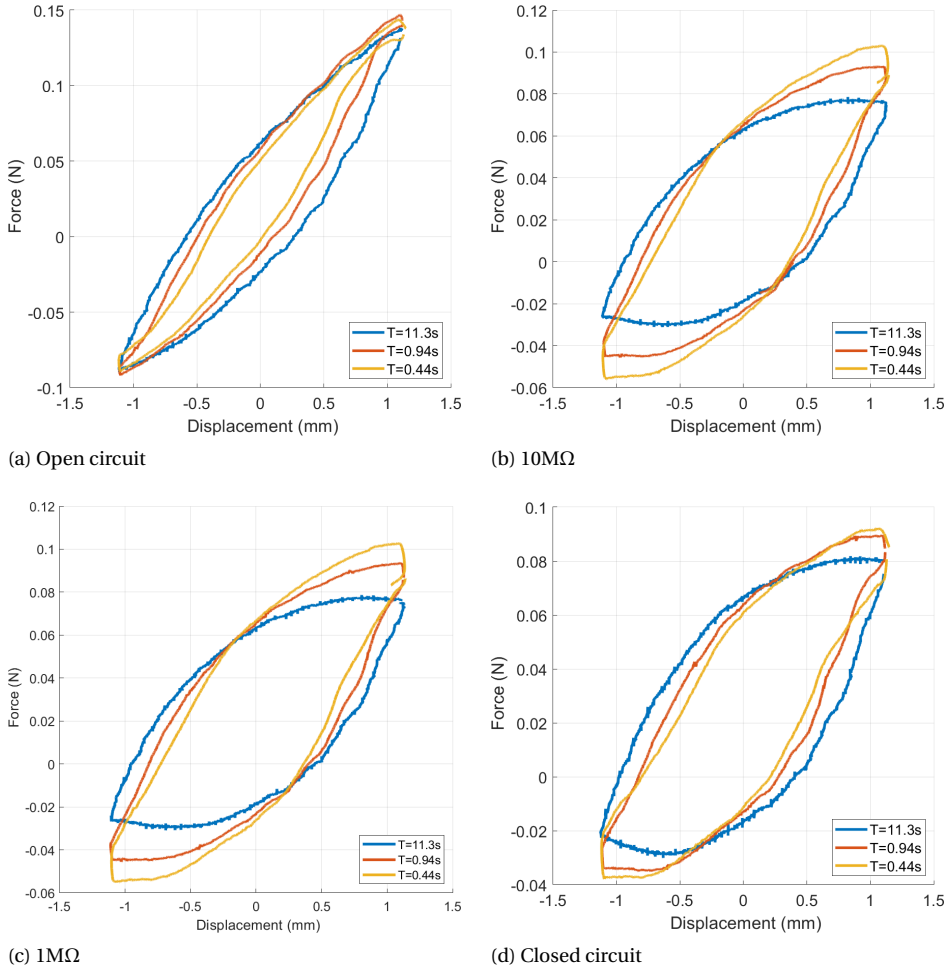 0.15
0.1
0.05
0
-0.05
-0.1
Force (N)
-1.5 -1 -0.5 0 0.5 1 1.5
Displacement (mm)
T=11.3s
T=0.94s
T=0.44s
(a) Open circuit
0.12
0.1
0.08
0.06
0.04
0.02
0
-0.02
-0.04
-0.06
Force (N)
-1.5 -1 -0.5 0 0.5 1 1.5
Displacement (mm)
T=11.3s
T=0.94s
T=0.44s
(b) 10MΩ
0.12
0.1
0.08
0.06
0.04
0.02
0
-0.02
-0.04
-0.06
Force (N)
-1.5 -1 -0.5 0 0.5 1 1.5
Displacement (mm)
T=11.3s
T=0.94s
T=0.44s
(c) 1MΩ
0.1
0.08
0.06
0.04
0.02
0
-0.02
-0.04
Force (N)
-1.5 -1 -0.5 0 0.5 1 1.5
Displacement (mm)
T=11.3s
T=0.94s
T=0.44s
(d) Closed circuit